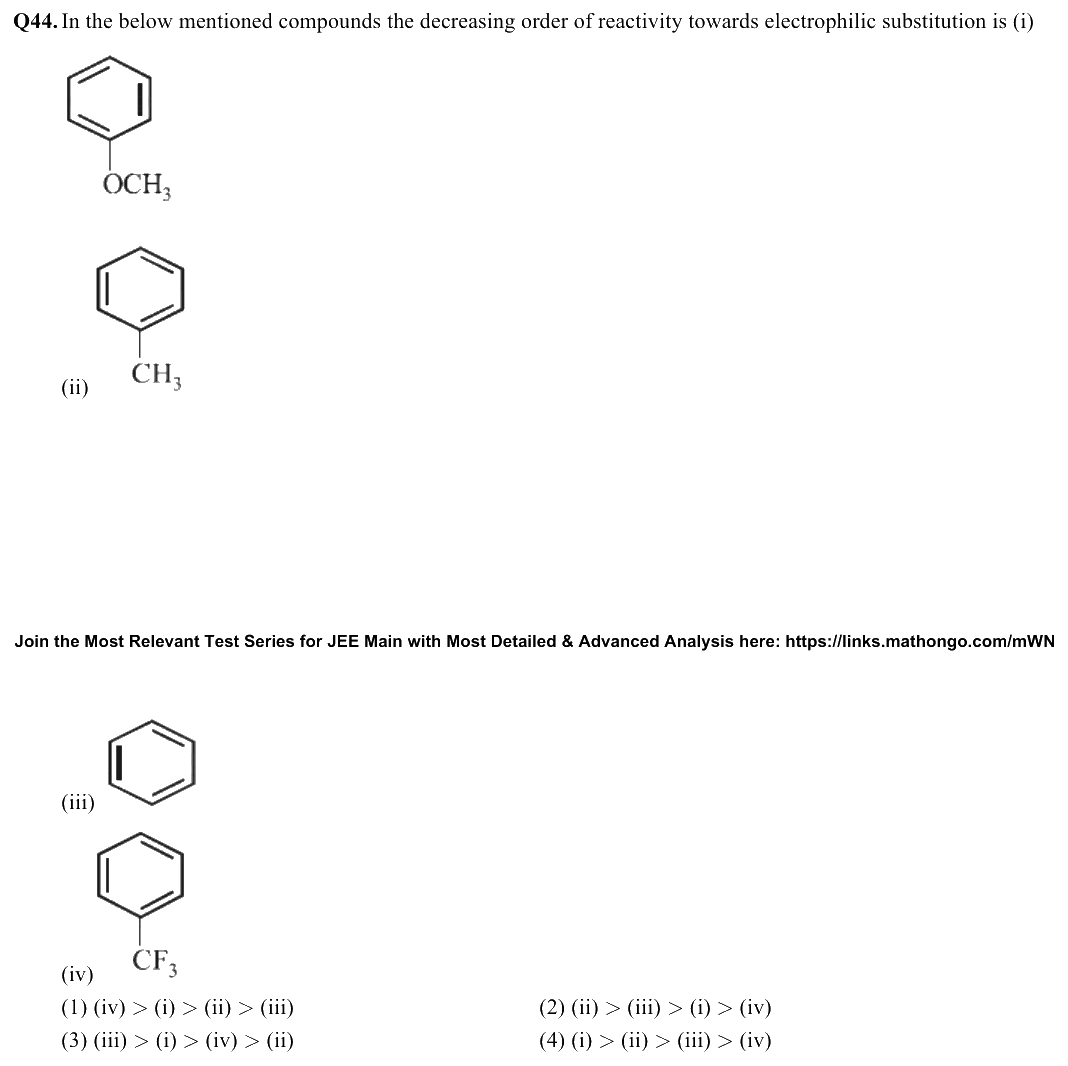 Q44. In the below mentioned compounds the decreasing order of reactivity towards electrophilic substitution is (i)
OCH₃
CH₃
(ii)
Join the Most Relevant Test Series for JEE Main with Most Detailed & Advanced Analysis here: https://links.mathongo.com/mWN
(iii)
CF₃
(iv)
(1) (iv) > (i) > (ii) > (iii) (2) (ii) > (iii) > (i) > (iv)
(3) (iii) > (i) > (iv) > (ii) (4) (i) > (ii) > (iii) > (iv)